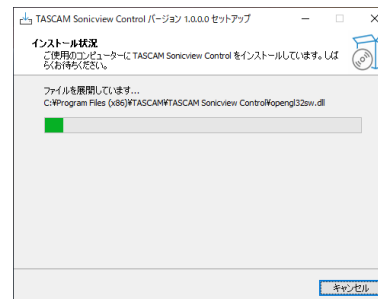 TASCAM Sonicview Control バージョン 1.0.0.0 セットアップ
インストール状況
ご使用のコンピューターに TASCAM Sonicview Control をインストールしています。しば
らくお待ちください。
ファイルを展開しています...
C:¥Program Files (x86)¥TASCAM¥TASCAM Sonicview Control¥opengl32sw.dll
キャンセル